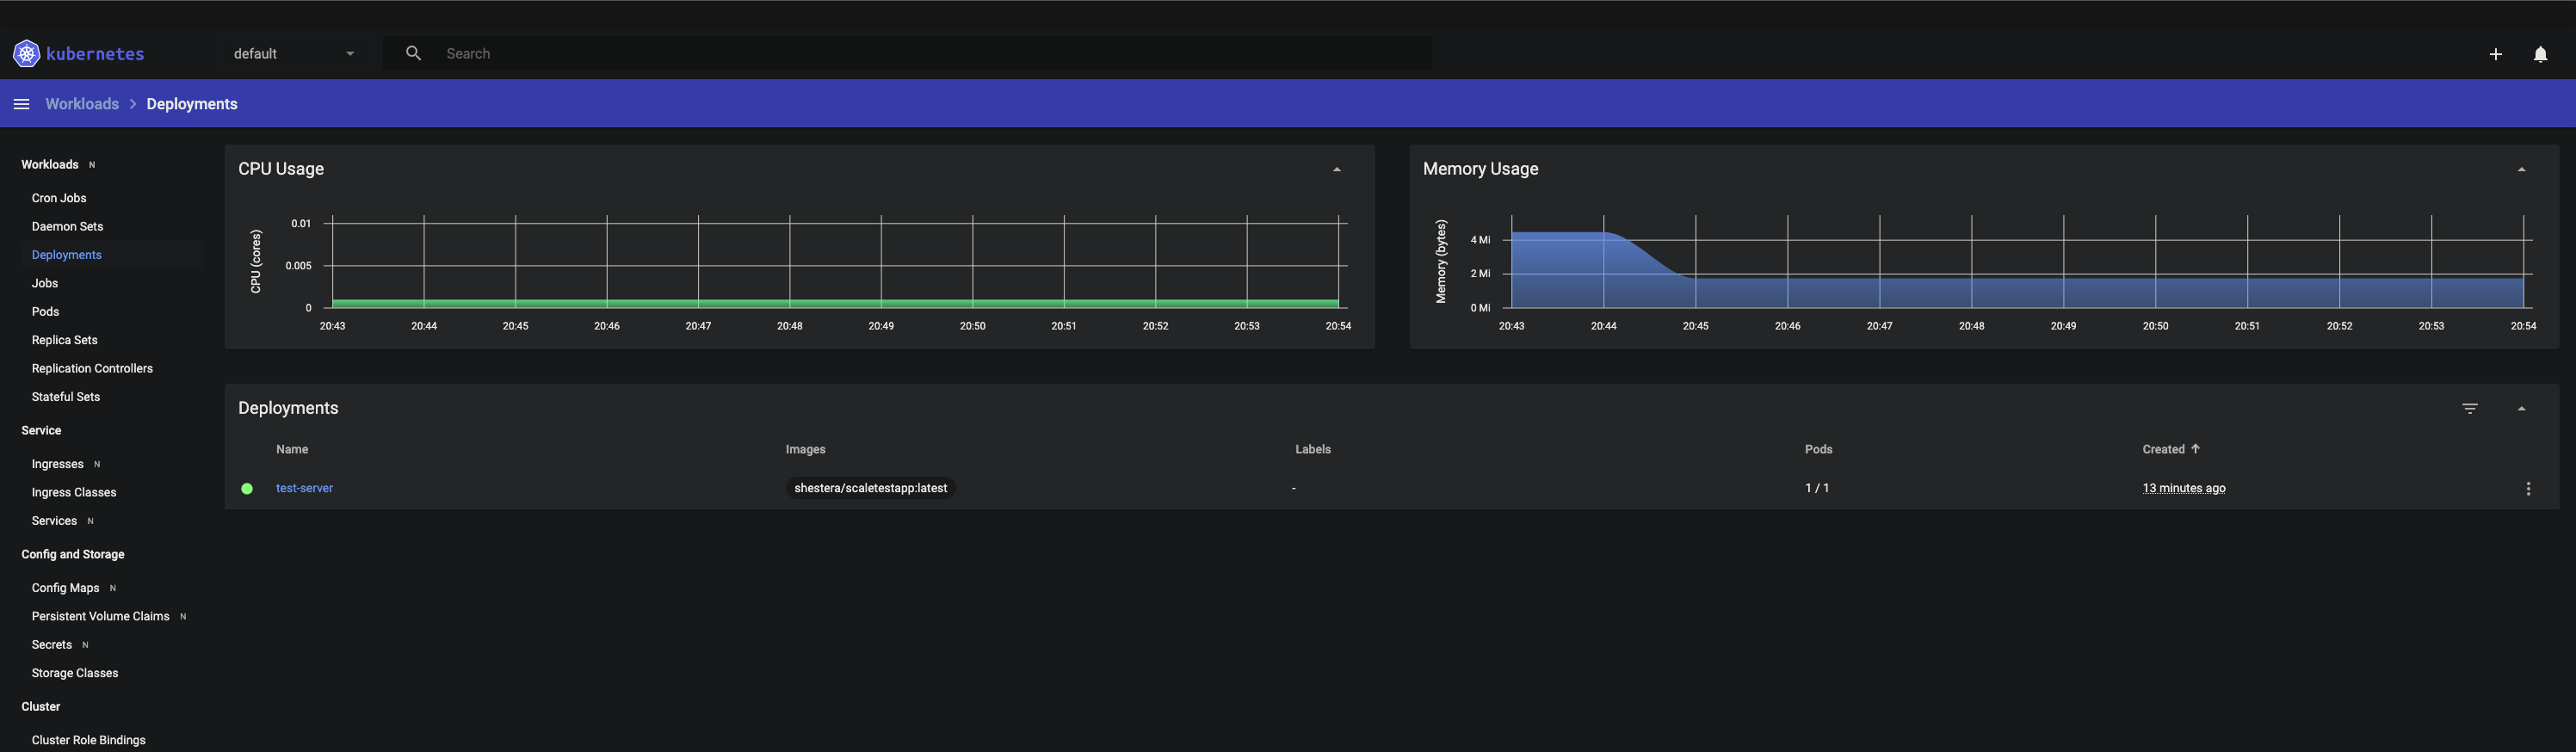 kubernetes
default
Search
Workloads
Deployments
Workloads N
Cron Jobs
Daemon Sets
Deployments
Jobs
Pods
Replica Sets
Replication Controllers
Stateful Sets
Service
Ingresses N
Ingress Classes
Services N
Config and Storage
Config Maps N
Persistent Volume Claims N
Secrets N
Storage Classes
Cluster
Cluster Role Bindings
CPU Usage
CPU (cores)
0.01
0.005
0
20:43 20:44 20:45 20:46 20:47 20:48 20:49 20:50 20:51 20:52 20:53 20:54
Memory Usage
Memory (bytes)
4 Mi
2 Mi
0 Mi
20:43 20:44 20:45 20:46 20:47 20:48 20:49 20:50 20:51 20:52 20:53 20:54
Deployments
Name Images Labels Pods Created
test-server shestera/scaletestapp:latest - 1 / 1 13 minutes ago